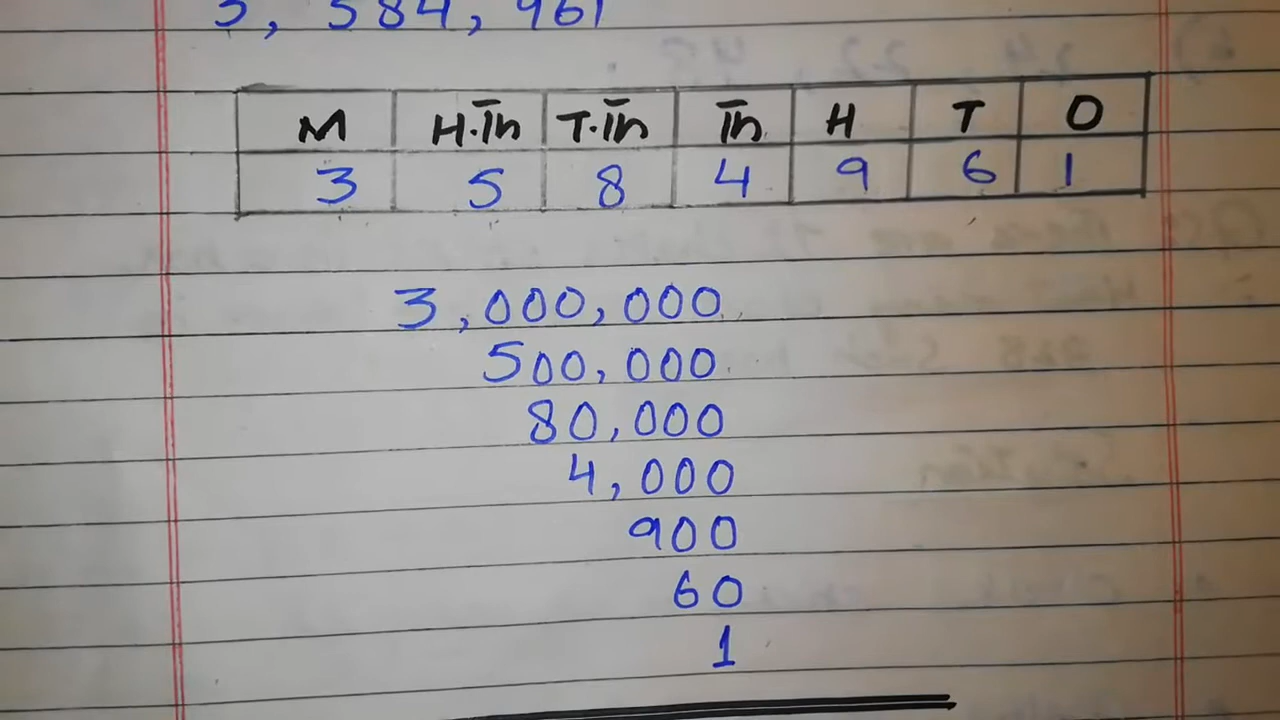 3, 584, 961
M H.Th T.Th Th H T O
3 5 8 4 9 6 1
3,000,000
500,000
80,000
4,000
900
60
1